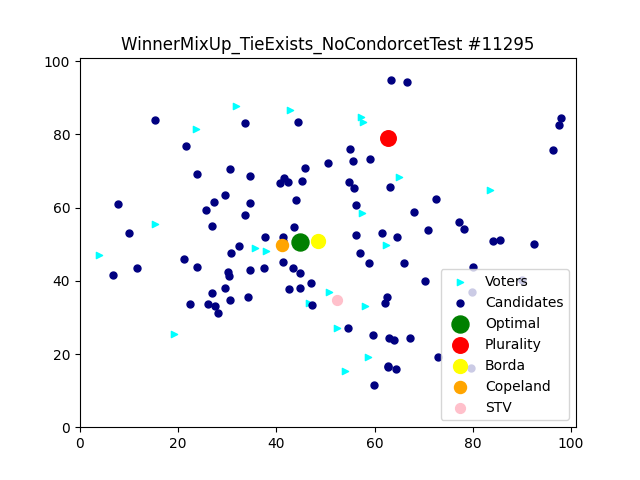 WinnerMixUp_TieExists_NoCondorcetTest #11295
100
80
60
40
20
0
0
20
40
60
80
100
Voters
Candidates
Optimal
Plurality
Borda
Copeland
STV